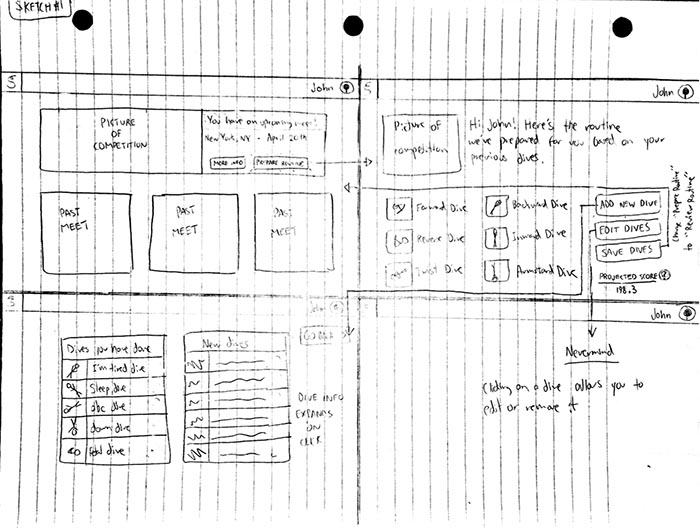 SKETCH #1
John
PICTURE
OF
COMPETITION
You have an upcoming meet!
New York, NY - April 20th
MORE INFO
PREPARE ROUTINE
PAST
MEET
PAST
MEET
PAST
MEET
John
Picture of
competition
Hi, John! Here's the routine
we've prepared for you based on your
previous dives.
Forward Dive
Backward Dive
Reverse Dive
Inward Dive
Twist Dive
Armstand Dive
ADD NEW DIVE
EDIT DIVES
SAVE DIVES
PROJECTED SCORE
198.3
Change "Prepare Routine"
to "Review Routine"
John
GO BACK
Dives you have done
I'm tired dive
Sleep dive
abc dive
down dive
New dives
DIVE INFO
EXPANDS
ON
CLICK
John
Nevermind
Clicking on a dive allows you to
edit or remove it